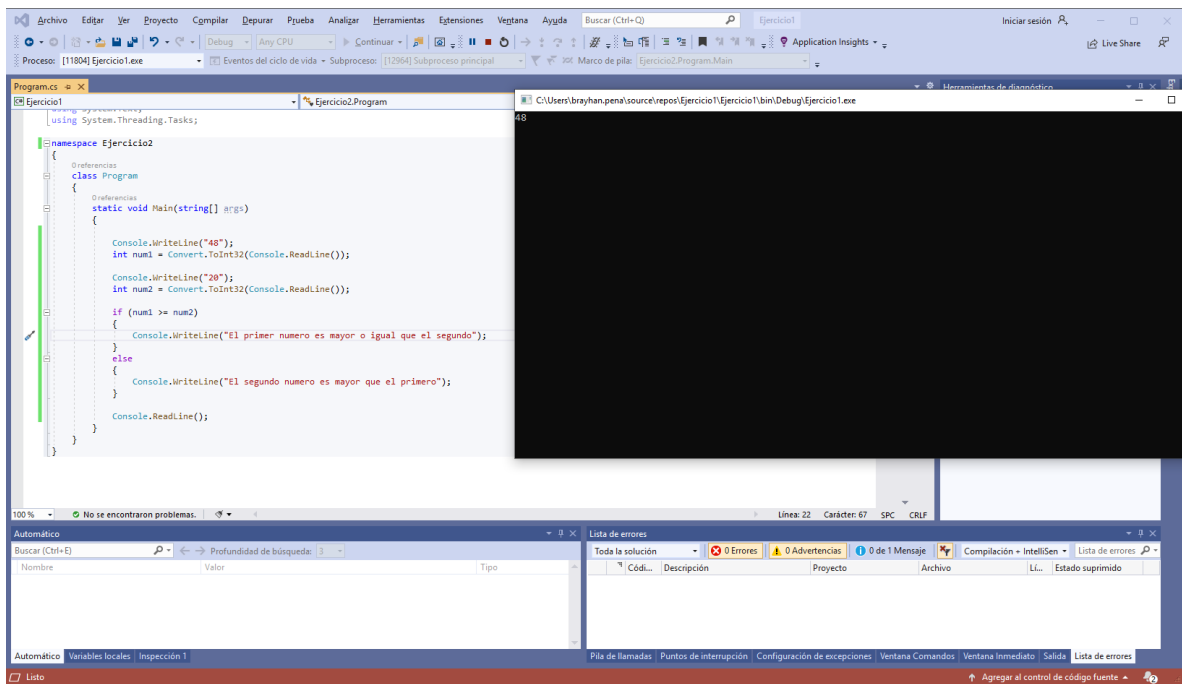 Archivo Editar Ver Proyecto Compilar Depurar Prueba Analizar Herramientas Extensiones Ventana Ayuda Buscar (Ctrl+Q) Ejercicio1 Iniciar sesión
Debug Any CPU Continuar Application Insights Live Share
Proceso: [11804] Ejercicio1.exe Eventos del ciclo de vida Subproceso: [12964] Subproceso principal Marco de pila: Ejercicio2.Program.Main
Program.cs Herramientas de diagnóstico
Ejercicio1 Ejercicio2.Program
C:\Users\brayhan.pena\source\repos\Ejercicio1\Ejercicio1\bin\Debug\Ejercicio1.exe
48
using System.Text;
using System.Threading.Tasks;
namespace Ejercicio2
{
0 referencias
class Program
{
0 referencias
static void Main(string[] args)
{
Console.WriteLine("48");
int num1 = Convert.ToInt32(Console.ReadLine());
Console.WriteLine("20");
int num2 = Convert.ToInt32(Console.ReadLine());
if (num1 >= num2)
{
Console.WriteLine("El primer numero es mayor o igual que el segundo");
}
else
{
Console.WriteLine("El segundo numero es mayor que el primero");
}
Console.ReadLine();
}
}
}
100 % No se encontraron problemas. Línea: 22 Carácter: 67 SPC CRLF
Automático
Buscar (Ctrl+E) Profundidad de búsqueda: 3
Nombre Valor Tipo
Automático Variables locales Inspección 1
Lista de errores
Toda la solución 0 Errores 0 Advertencias 0 de 1 Mensaje Compilación + IntelliSen Lista de errores
Códi... Descripción Proyecto Archivo Lí... Estado suprimido
Pila de llamadas Puntos de interrupción Configuración de excepciones Ventana Comandos Ventana Inmediato Salida Lista de errores
Listo Agregar al control de código fuente 2